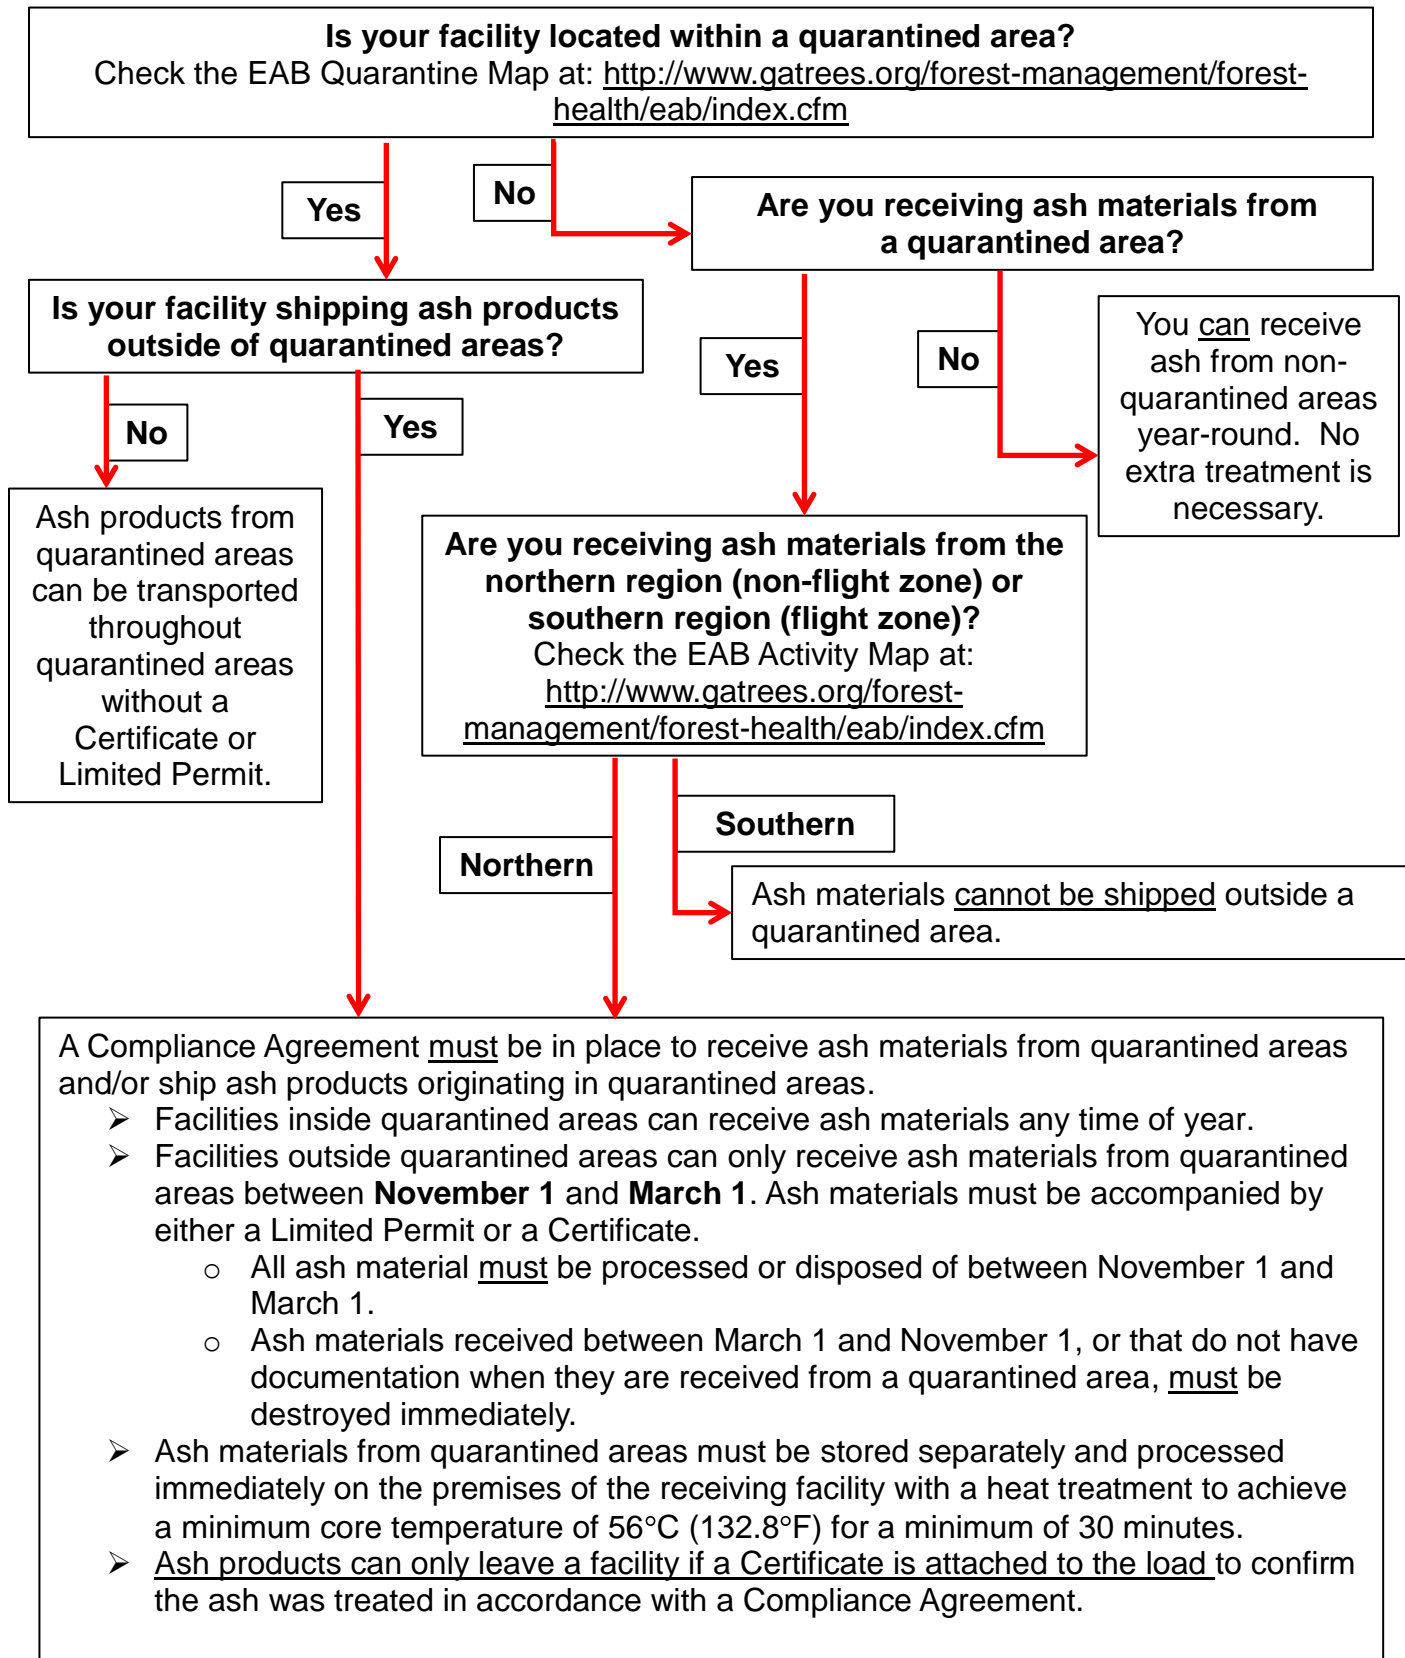 Is your facility located within a quarantined area?
Check the EAB Quarantine Map at: http://www.gatrees.org/forest-management/forest-
health/eab/index.cfm
Yes
No
Are you receiving ash materials from
a quarantined area?
Is your facility shipping ash products
outside of quarantined areas?
Yes
No
You can receive
ash from non-
quarantined areas
year-round. No
extra treatment is
necessary.
No
Yes
Ash products from
quarantined areas
can be transported
throughout
quarantined areas
without a
Certificate or
Limited Permit.
Are you receiving ash materials from the
northern region (non-flight zone) or
southern region (flight zone)?
Check the EAB Activity Map at:
http://www.gatrees.org/forest-
management/forest-health/eab/index.cfm
Southern
Northern
Ash materials cannot be shipped outside a
quarantined area.
A Compliance Agreement must be in place to receive ash materials from quarantined areas
and/or ship ash products originating in quarantined areas.
➢ Facilities inside quarantined areas can receive ash materials any time of year.
➢ Facilities outside quarantined areas can only receive ash materials from quarantined
areas between November 1 and March 1. Ash materials must be accompanied by
either a Limited Permit or a Certificate.
o All ash material must be processed or disposed of between November 1 and
March 1.
o Ash materials received between March 1 and November 1, or that do not have
documentation when they are received from a quarantined area, must be
destroyed immediately.
➢ Ash materials from quarantined areas must be stored separately and processed
immediately on the premises of the receiving facility with a heat treatment to achieve
a minimum core temperature of 56°C (132.8°F) for a minimum of 30 minutes.
➢ Ash products can only leave a facility if a Certificate is attached to the load to confirm
the ash was treated in accordance with a Compliance Agreement.